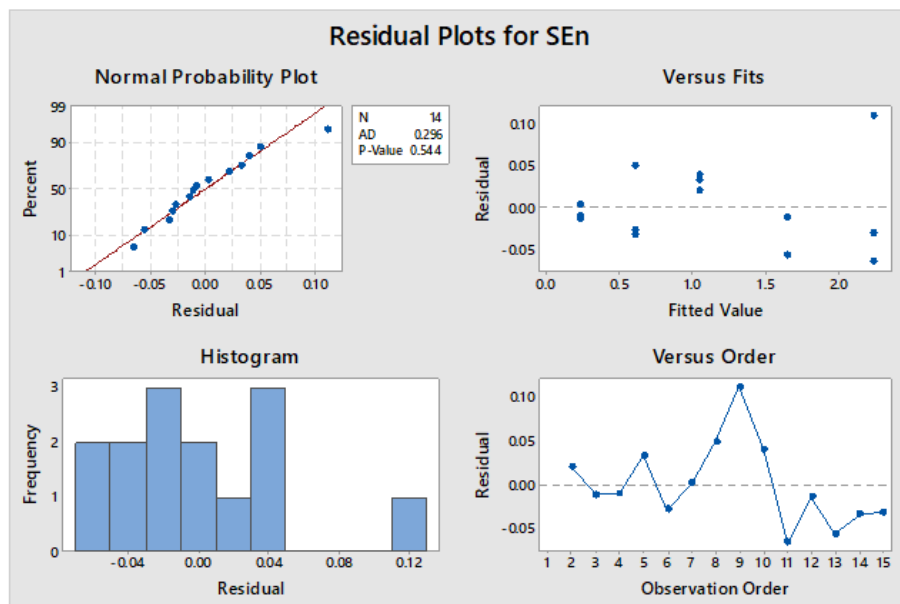 Residual Plots for SEn
Normal Probability Plot
99
90
50
10
1
Percent
-0.10 -0.05 0.00 0.05 0.10
Residual
N 14
AD 0.296
P-Value 0.544
Versus Fits
0.10
0.05
0.00
-0.05
Residual
0.0 0.5 1.0 1.5 2.0
Fitted Value
Histogram
3
2
1
0
Frequency
-0.04 0.00 0.04 0.08 0.12
Residual
Versus Order
0.10
0.05
0.00
-0.05
Residual
1 2 3 4 5 6 7 8 9 10 11 12 13 14 15
Observation Order